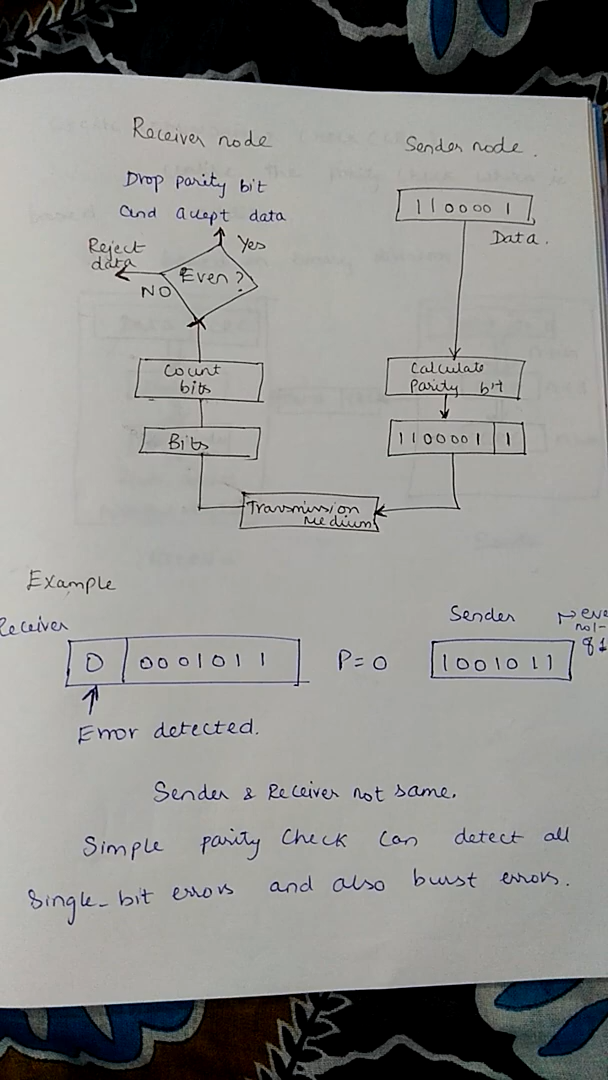 Receiver node
Drop parity bit
and acept data
Reject
data
Yes
Even?
NO
Count
bits
Bits
Sender node.
1100001
Data.
Calculate
Parity bit
1100001 1
Transmission
Medium
Example
Receiver
0 0001011
Error detected.
P=0
Sender
1001011
Sender & Receiver not same.
Simple parity Check Can detect all
Single-bit errors and also burst errors.